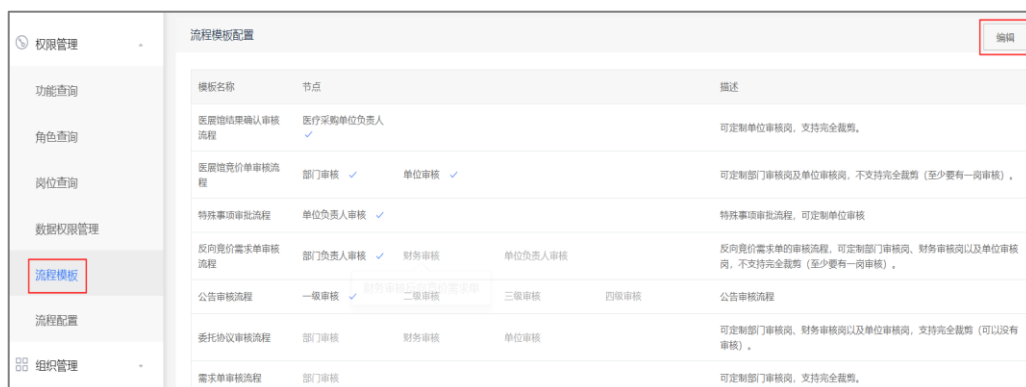 权限管理
功能查询
角色查询
岗位查询
数据权限管理
流程模板
流程配置
组织管理
流程模板配置
编辑
模板名称 节点 描述
医展馆结果确认审核
流程
医疗采购单位负责人
可定制单位审核岗，支持完全裁剪。
医展馆竞价单审核流
程
部门审核 单位审核
可定制部门审核岗及单位审核岗，不支持完全裁剪（至少要有一岗审核）。
特殊事项审批流程 单位负责人审核 特殊事项审批流程，可定制单位审核
反向竞价需求单审核
流程
部门负责人审核 财务审核 单位负责人审核
反向竞价需求单的审核流程，可定制部门审核岗、财务审核岗以及单位审核
岗，不支持完全裁剪（至少要有一岗审核）。
公告审核流程 一级审核 二级审核 三级审核 四级审核 公告审核流程
委托协议审核流程 部门审核 财务审核 单位审核
可定制部门审核岗、财务审核岗以及单位审核岗，支持完全裁剪（可以没有
审核）。
需求单审核流程 部门审核 可定制部门审核岗，支持完全裁剪。